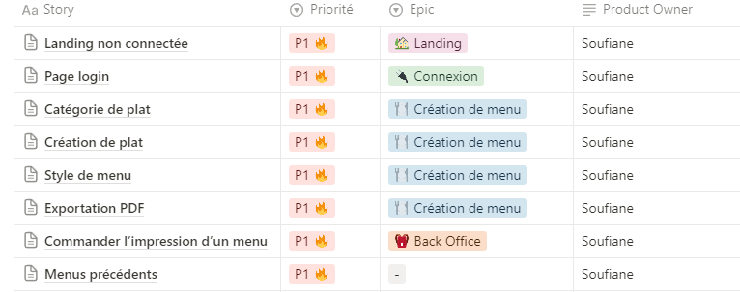 Aa Story Priorité Epic Product Owner
Landing non connectée P1 🔥 🏡 Landing Soufiane
Page login P1 🔥 🔌 Connexion Soufiane
Catégorie de plat P1 🔥 🍴 Création de menu Soufiane
Création de plat P1 🔥 🍴 Création de menu Soufiane
Style de menu P1 🔥 🍴 Création de menu Soufiane
Exportation PDF P1 🔥 🍴 Création de menu Soufiane
Commander l'impression d'un menu P1 🔥 Back Office Soufiane
Menus précédents P1 🔥 - Soufiane